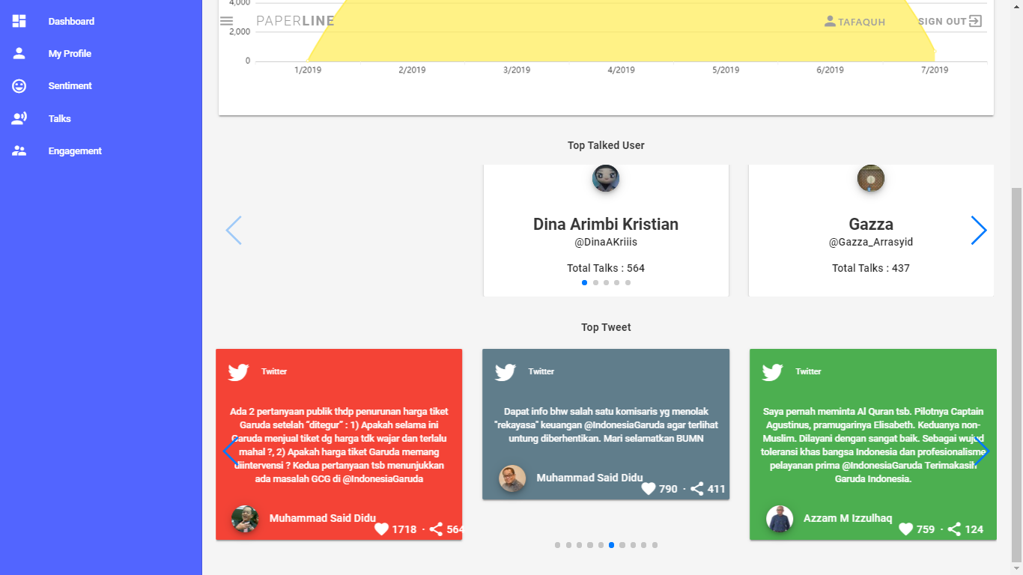 Dashboard
My Profile
Sentiment
Talks
Engagement
4,000
PAPERLINE
TAFAQUH
SIGN OUT
2,000
0
1/2019
2/2019
3/2019
4/2019
5/2019
6/2019
7/2019
Top Talked User
Dina Arimbi Kristian
@DinaAKriiis
Total Talks : 564
Gazza
@Gazza_Arrasyid
Total Talks : 437
Top Tweet
Twitter
Ada 2 pertanyaan publik thdp penurunan harga tiket
Garuda setelah “ditegur” : 1) Apakah selama ini
Garuda menjual tiket dg harga tdk wajar dan terlalu
mahal ?, 2) Apakah harga tiket Garuda memang
diintervensi ? Kedua pertanyaan tsb menunjukkan
ada masalah GCG di @IndonesiaGaruda
Muhammad Said Didu
1718 · 564
Twitter
Dapat info bhw salah satu komisaris yg menolak
"rekayasa" keuangan @IndonesiaGaruda agar terlihat
untung diberhentikan. Mari selamatkan BUMN
Muhammad Said Didu
790 · 411
Twitter
Saya pernah meminta Al Quran tsb. Pilotnya Captain
Agustinus, pramugarinya Elisabeth. Keduanya non-
Muslim. Dilayani dengan sangat baik. Sebagai wujud
toleransi khas bangsa Indonesia dan profesionalisme
pelayanan prima @IndonesiaGaruda Terimakasih
Garuda Indonesia.
Azzam M Izzulhaq
759 · 124